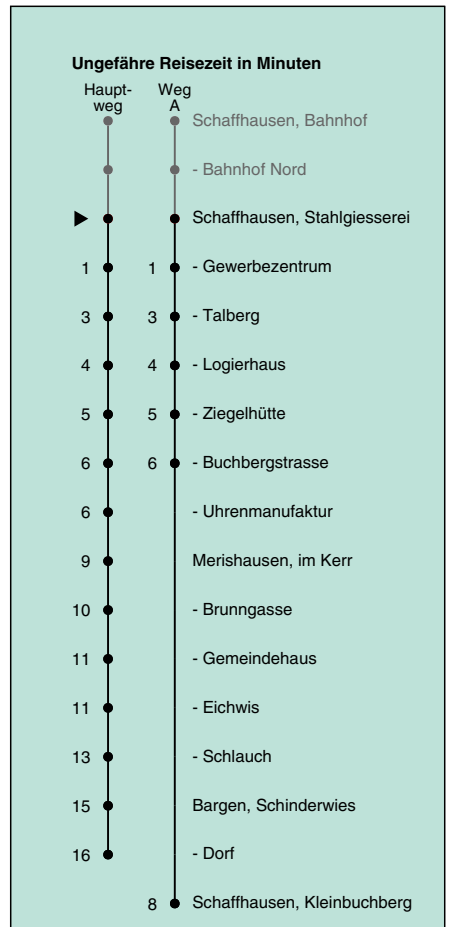 Ungefähre Reisezeit in Minuten
Haupt- Weg
weg A
Schaffhausen, Bahnhof
- Bahnhof Nord
Schaffhausen, Stahlgiesserei
1 1 - Gewerbezentrum
3 3 - Talberg
4 4 - Logierhaus
5 5 - Ziegelhütte
6 6 - Buchbergstrasse
6 - Uhrenmanufaktur
9 Merishausen, im Kerr
10 - Brunngasse
11 - Gemeindehaus
11 - Eichwis
13 - Schlauch
15 Bargen, Schinderwies
16 - Dorf
8 Schaffhausen, Kleinbuchberg